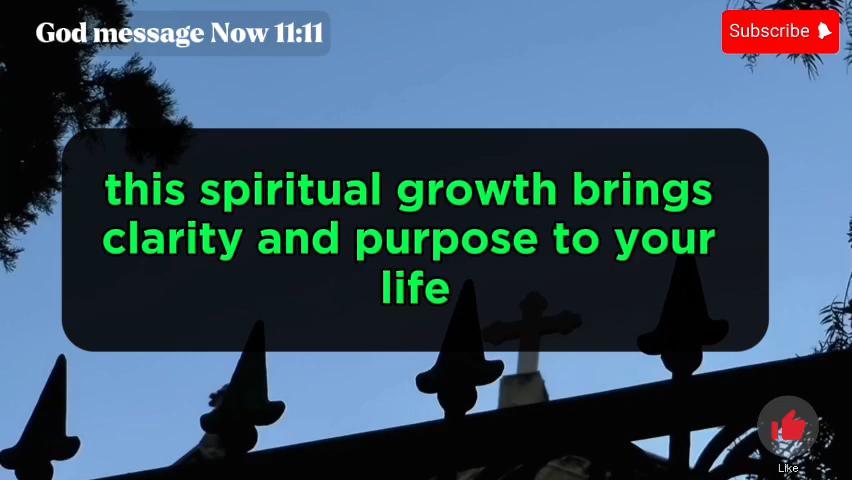 God message Now 11:11
Subscribe
this spiritual growth brings
clarity and purpose to your
life
Like